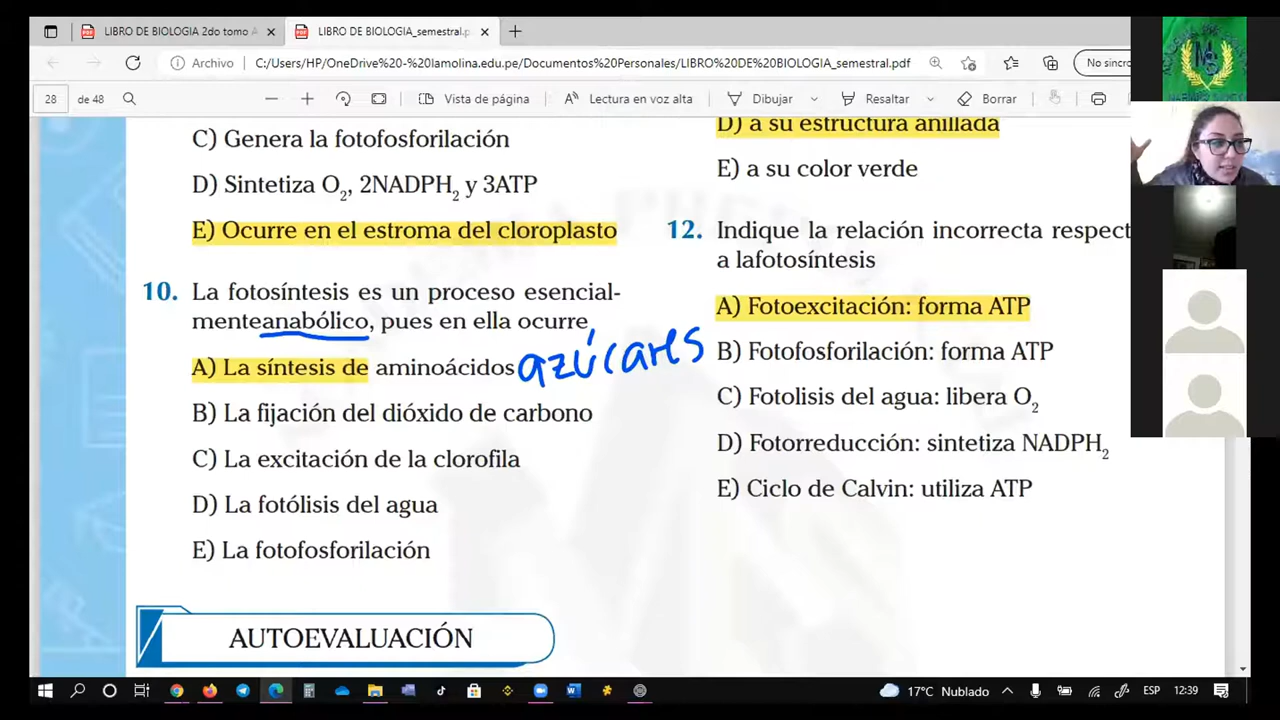 LIBRO DE BIOLOGIA 2do tomo A
LIBRO DE BIOLOGIA_semestral.p
Archivo
C:/Users/HP/OneDrive%20-%20lamolina.edu.pe/Documentos%20Personales/LIBRO%20DE%20BIOLOGIA_semestral.pdf
No sincro
28 de 48
Vista de página
Lectura en voz alta
Dibujar
Resaltar
Borrar
C) Genera la fotofosforilación
D) Sintetiza O2, 2NADPH2 y 3ATP
E) Ocurre en el estroma del cloroplasto
10. La fotosíntesis es un proceso esencial-
menteanabólico, pues en ella ocurre
A) La síntesis de aminoácidos azúcares
B) La fijación del dióxido de carbono
C) La excitación de la clorofila
D) La fotólisis del agua
E) La fotofosforilación
AUTOEVALUACIÓN
D) a su estructura anillada
E) a su color verde
12. Indique la relación incorrecta respect
a lafotosíntesis
A) Fotoexcitación: forma ATP
B) Fotofosforilación: forma ATP
C) Fotolisis del agua: libera O2
D) Fotorreducción: sintetiza NADPH2
E) Ciclo de Calvin: utiliza ATP
17°C Nublado
ESP
12:39